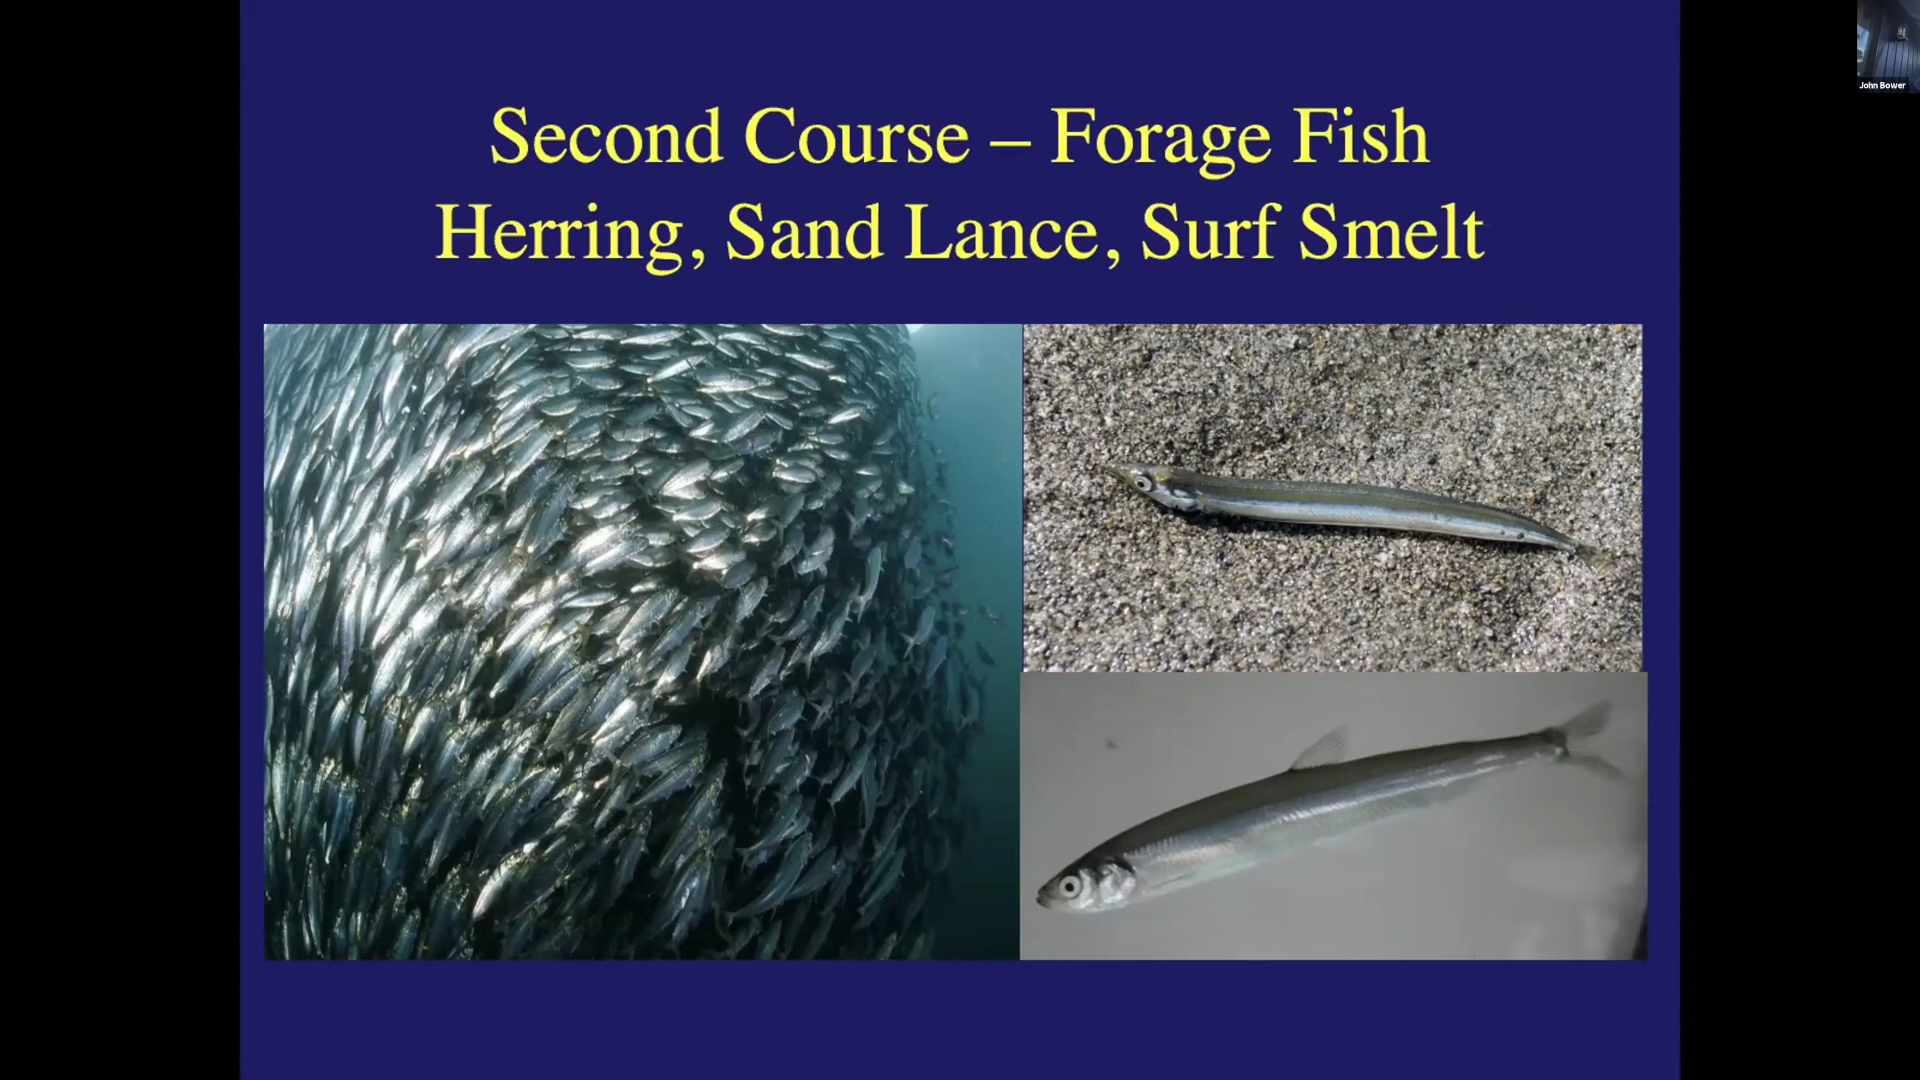 Second Course – Forage Fish
Herring, Sand Lance, Surf Smelt
John Bower